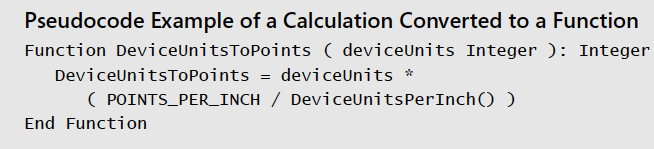 Pseudocode Example of a Calculation Converted to a Function
Function DeviceUnitsToPoints ( deviceUnits Integer ): Integer
DeviceUnitsToPoints = deviceUnits *
( POINTS_PER_INCH / DeviceUnitsPerInch() )
End Function